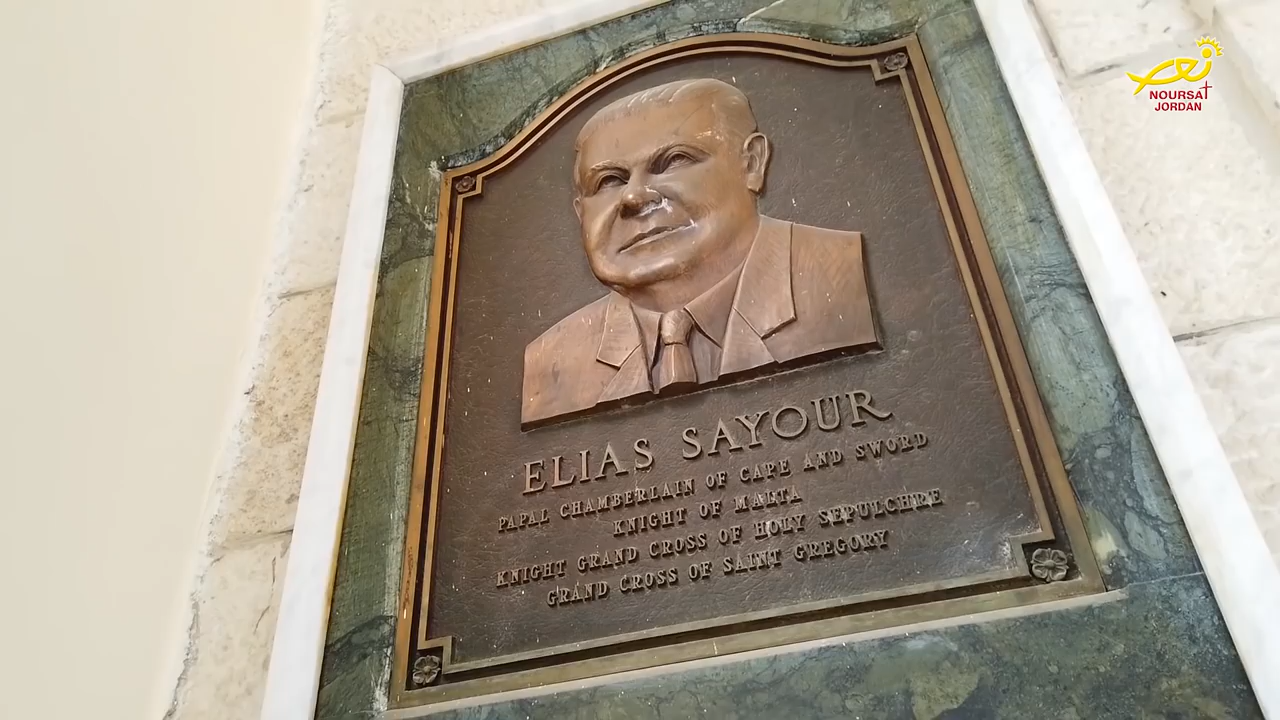 ELIAS SAYOUR
PAPAL CHAMBERLAIN OF CAPE AND SWORD
KNIGHT OF MALTA
KNIGHT GRAND CROSS OF HOLY SEPULCHRE
GRAND CROSS OF SAINT GREGORY
NOURSAT
JORDAN